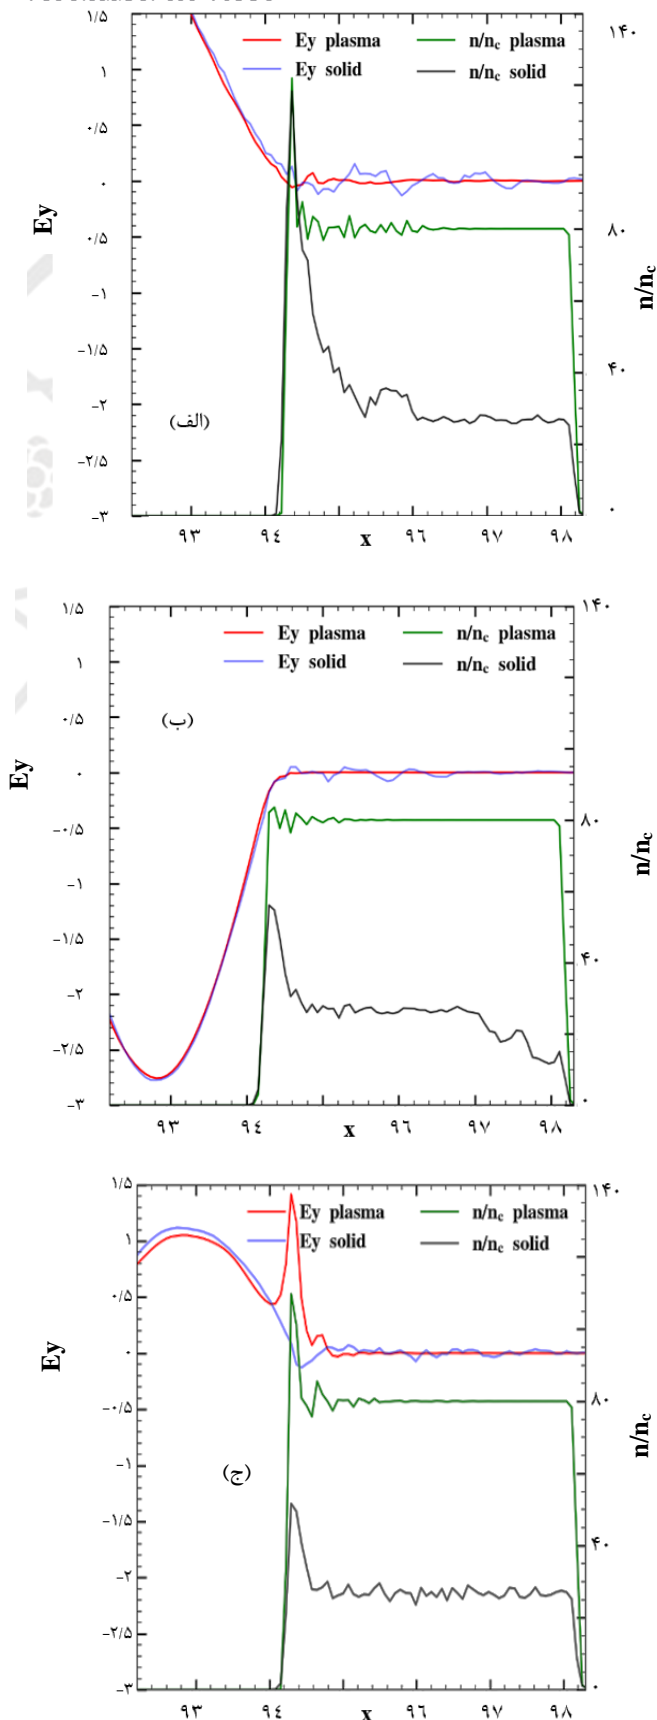 ۱/۵
Ey plasma
n/nc plasma
۱۴۰
Ey solid
n/nc solid
۱
۰/۵
۰
Ey
۰/۵
۸۰
n/nc
−۱
−۱/۵
۴۰
−۲
(الف)
−۲/۵
−۳
۰
۹۳ ۹۴ x ۹۶ ۹۷ ۹۸
۱/۵
۱۴۰
Ey plasma
n/nc plasma
Ey solid
n/nc solid
۱
۰/۵
(ب)
Ey
۰
−۰/۵
۸۰
n/nc
−۱
−۱/۵
۴۰
−۲
−۲/۵
−۳
۰
۹۳ ۹۴ x ۹۶ ۹۷ ۹۸
۱/۵
۱۴۰
Ey plasma
n/nc plasma
Ey solid
n/nc solid
۱
۰/۵
Ey
۰
−۰/۵
۸۰
n/nc
(ج)
−۱
−۱/۵
۴۰
−۲
−۲/۵
−۳
۰
۹۳ ۹۴ x ۹۶ ۹۷ ۹۸